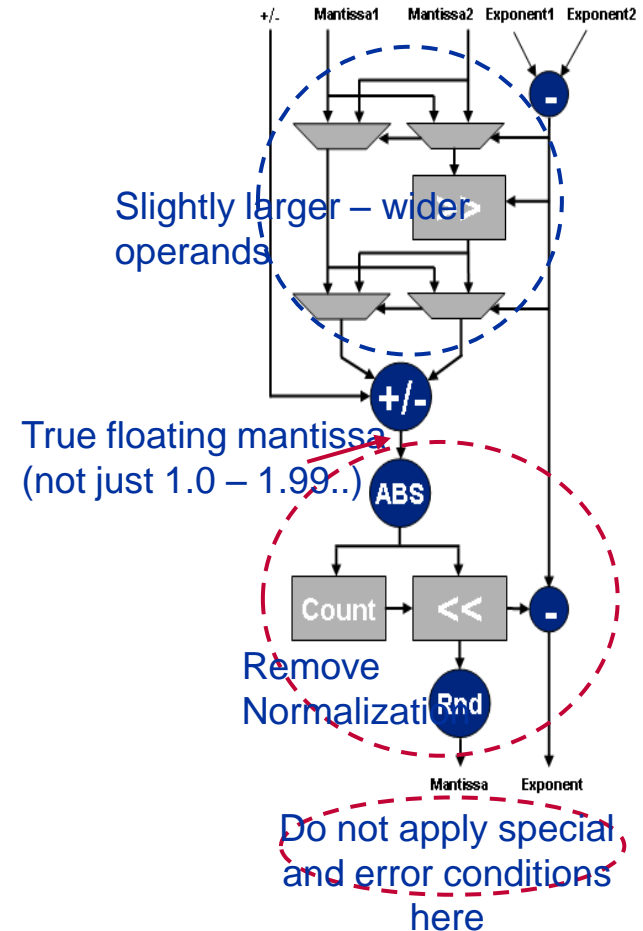 +/- Mantissa1 Mantissa2 Exponent1 Exponent2
-
>>
Slightly larger – wider
operands
+/-
True floating mantissa
(not just 1.0 – 1.99..)
ABS
Count << -
Remove
Normalization
Rnd
Mantissa Exponent
Do not apply special
and error conditions
here